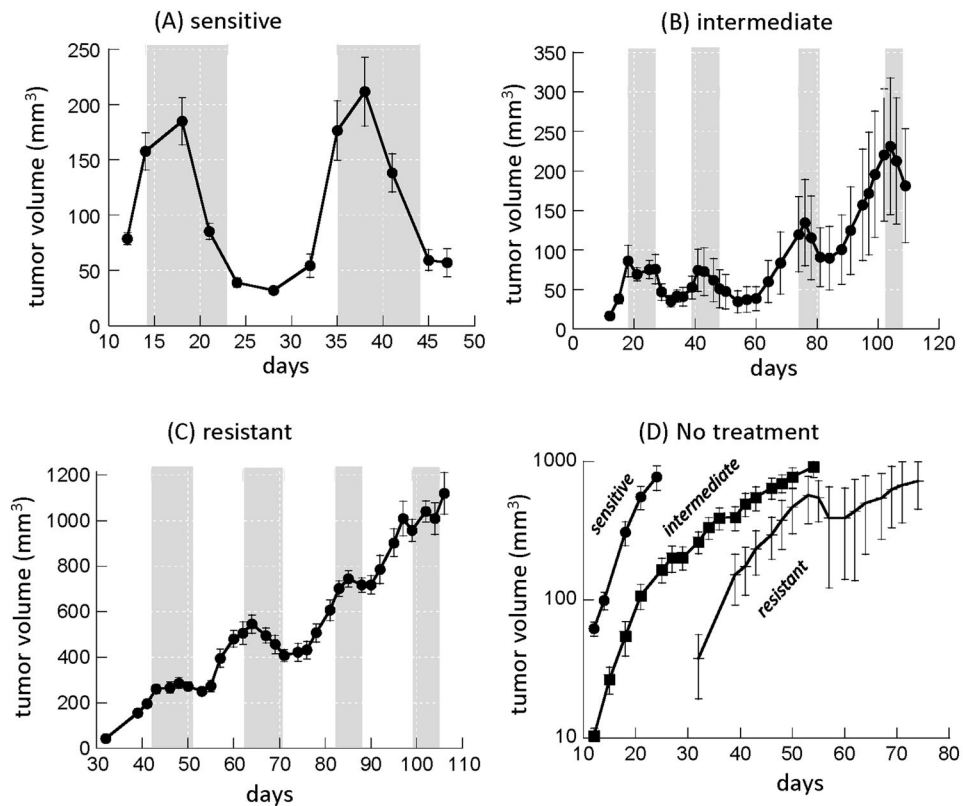 (A) sensitive
tumor volume (mm³)
250
200
150
100
50
0
10 15 20 25 30 35 40 45 50
days
(B) intermediate
tumor volume (mm³)
350
300
250
200
150
100
50
0
0 20 40 60 80 100 120
days
(C) resistant
tumor volume (mm³)
1200
1000
800
600
400
200
0
30 40 50 60 70 80 90 100 110
days
(D) No treatment
tumor volume (mm³)
1000
100
10
sensitive
intermediate
resistant
10 20 30 40 50 60 70 80
days